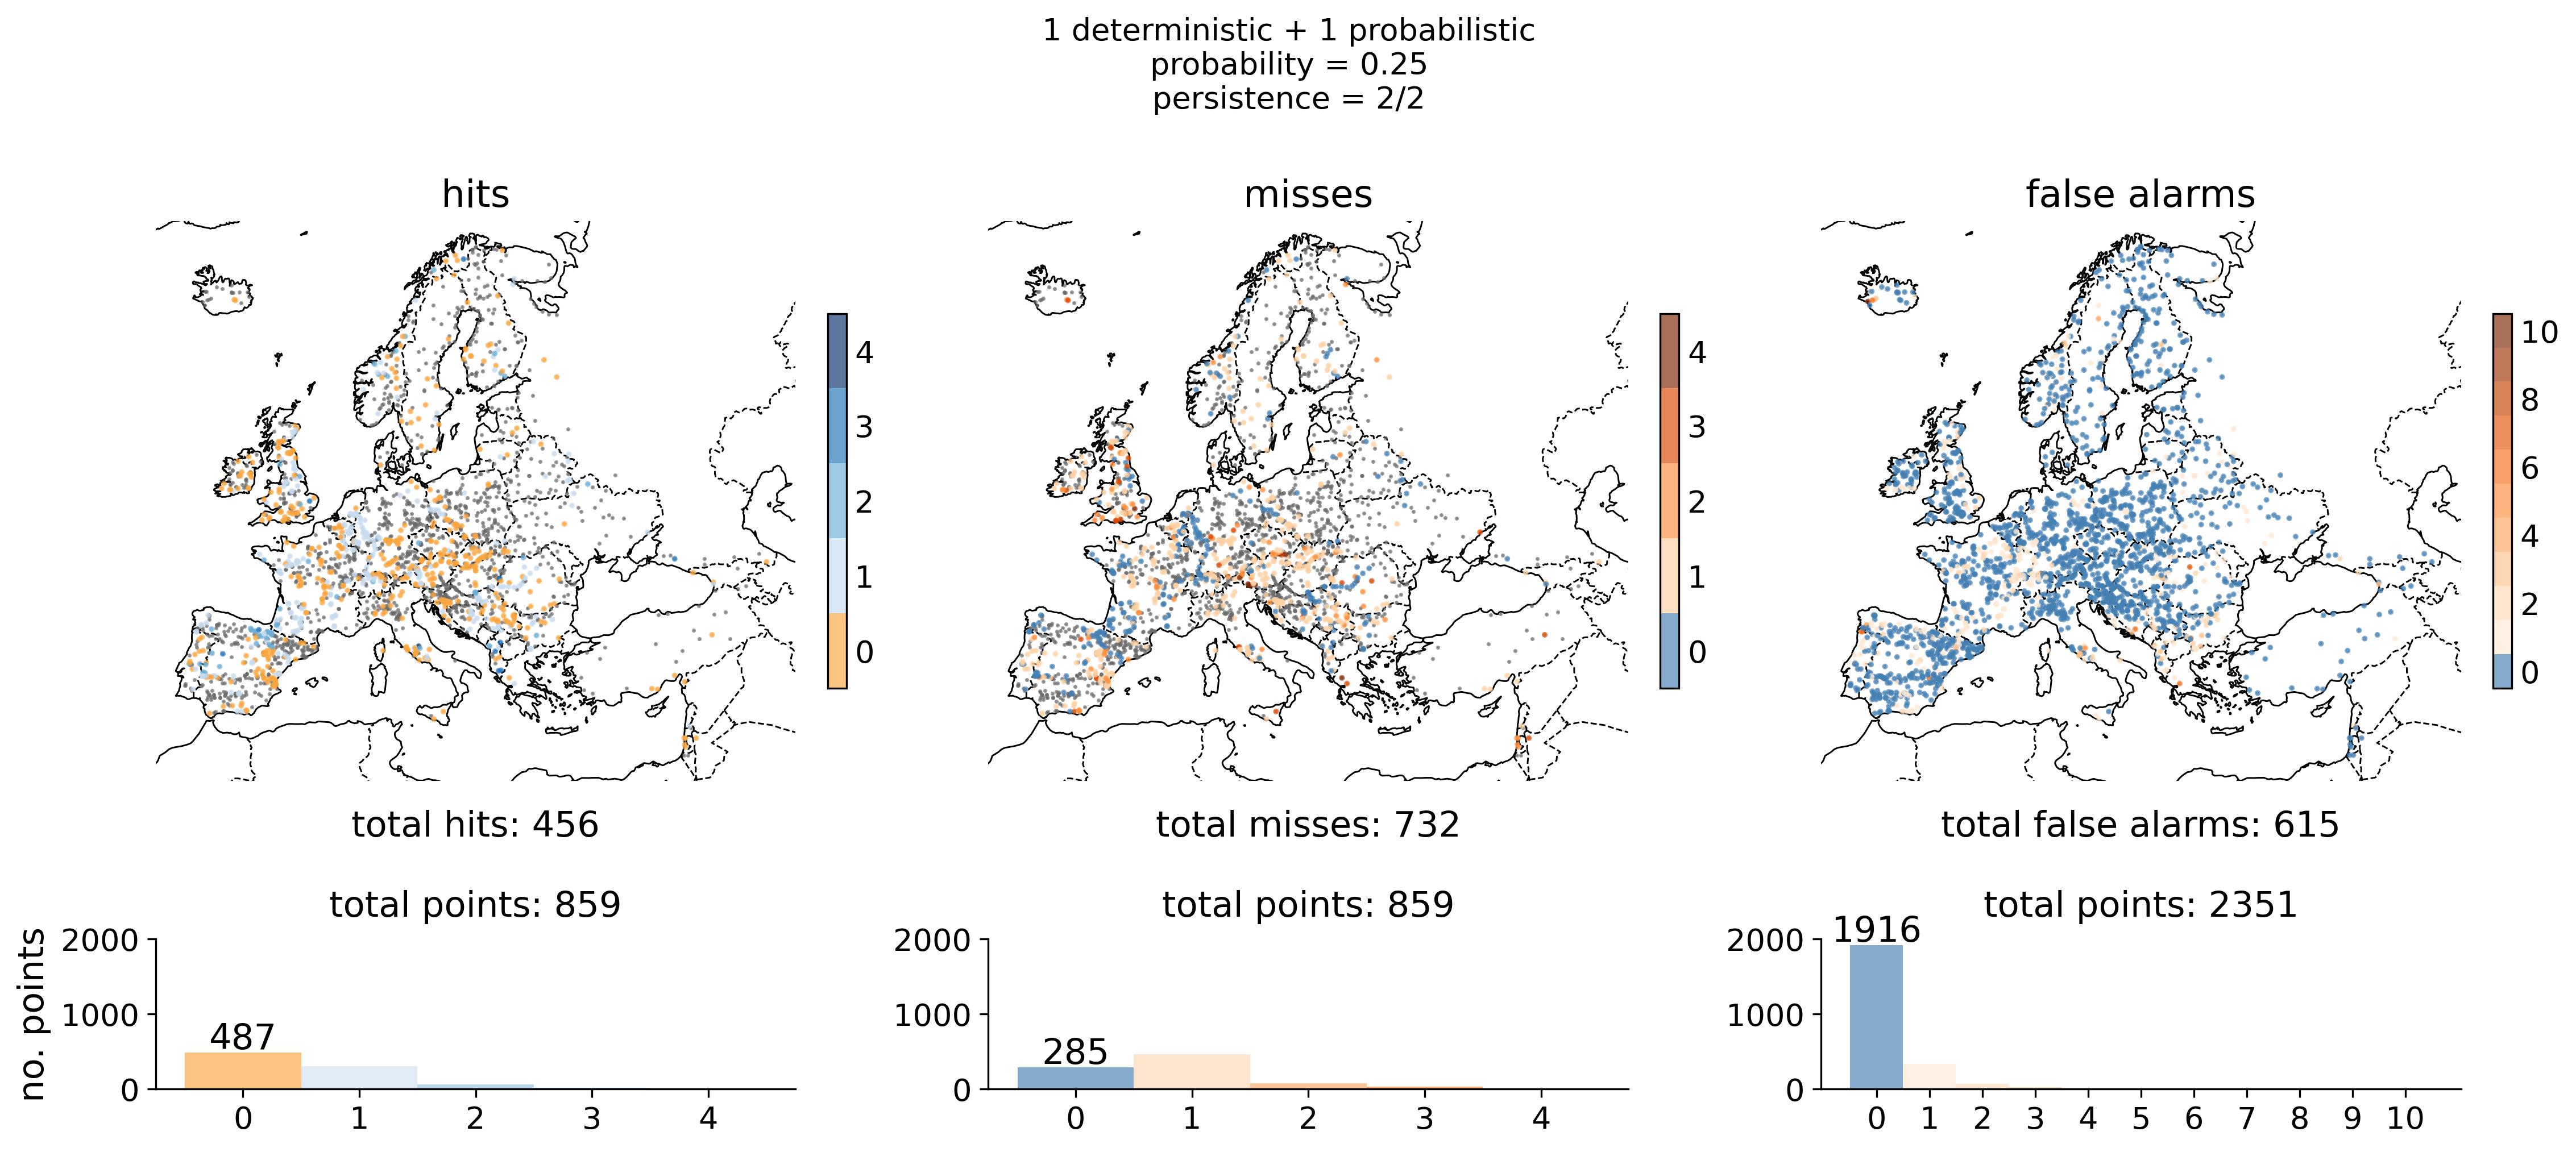 1 deterministic + 1 probabilistic
probability = 0.25
persistence = 2/2
hits
misses
false alarms
4
3
2
1
0
4
3
2
1
0
10
8
6
4
2
0
total hits: 456
total misses: 732
total false alarms: 615
total points: 859
total points: 859
total points: 2351
no. points
2000
1000
0
487
0 1 2 3 4
2000
1000
0
285
0 1 2 3 4
2000
1000
0
1916
0 1 2 3 4 5 6 7 8 9 10